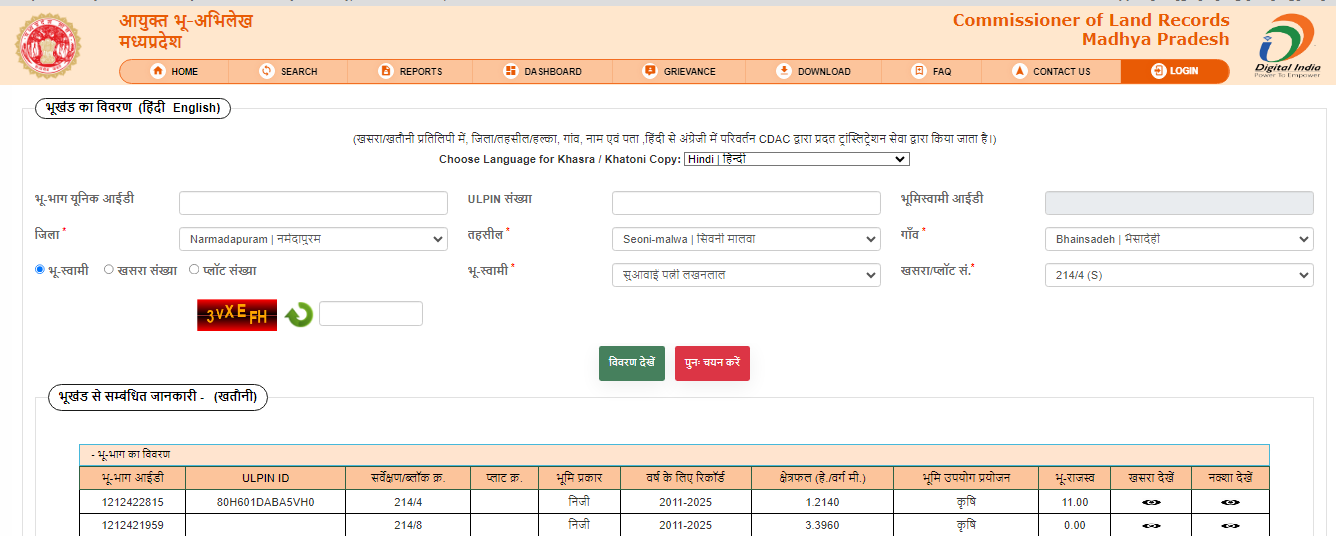 आयुक्त भू-अभिलेख
मध्यप्रदेश
Commissioner of Land Records
Madhya Pradesh
Digital India
Power To Empower
HOME SEARCH REPORTS DASHBOARD GRIEVANCE DOWNLOAD FAQ CONTACT US LOGIN
भूखंड का विवरण (हिंदी English)
(खसरा/खतौनी प्रतिलिपी में, जिला/तहसील/हल्का, गांव, नाम एवं पता ,हिंदी से अंग्रेजी में परिवर्तन CDAC द्वारा प्रदत ट्रांस्लिट्रेशन सेवा द्वारा किया जाता है।)
Choose Language for Khasra / Khatoni Copy: Hindi | हिन्दी
भू-भाग यूनिक आईडी ULPIN संख्या भूमिस्वामी आईडी
जिला * Narmadapuram | नर्मदापुरम तहसील * Seoni-malwa | सिवनी मालवा गाँव * Bhainsadeh | भैंसादेही
भू-स्वामी खसरा संख्या प्लॉट संख्या भू-स्वामी * सुआवाई पत्नी लखनलाल खसरा/प्लॉट सं.* 214/4 (S)
3VXEFH
विवरण देखें पुनः चयन करें
भूखंड से सम्बंधित जानकारी - (खतौनी)
- भू-भाग का विवरण
भू-भाग आईडी ULPIN ID सर्वेक्षण/ब्लॉक क्र. प्लाट क्र. भूमि प्रकार वर्ष के लिए रिकॉर्ड क्षेत्रफल (हे./वर्ग मी.) भूमि उपयोग प्रयोजन भू-राजस्व खसरा देखें नक्शा देखें
1212422815 80H601DABA5VH0 214/4 निजी 2011-2025 1.2140 कृषि 11.00
1212421959 214/8 निजी 2011-2025 3.3960 कृषि 0.00